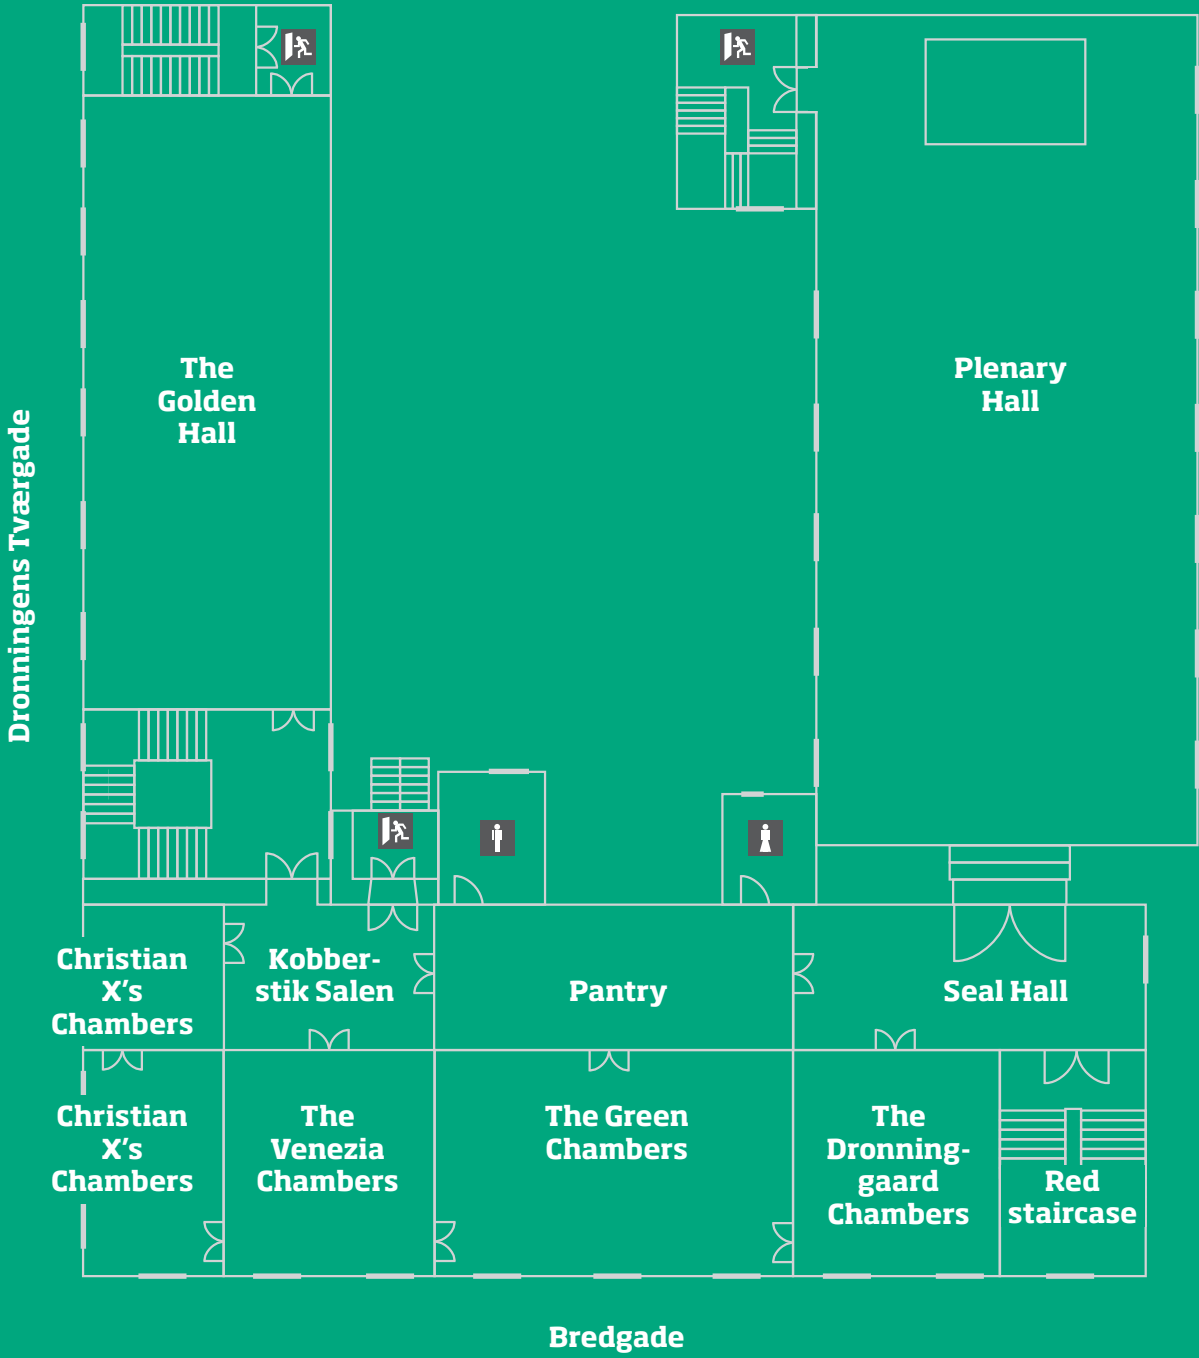 The
Golden
Hall
Plenary
Hall
Dronningens Tværgade
Christian
X's
Chambers
Kobber-
stik Salen
Pantry
Seal Hall
Christian
X's
Chambers
The
Venezia
Chambers
The Green
Chambers
The
Dronning-
gaard
Chambers
Red
staircase
Bredgade